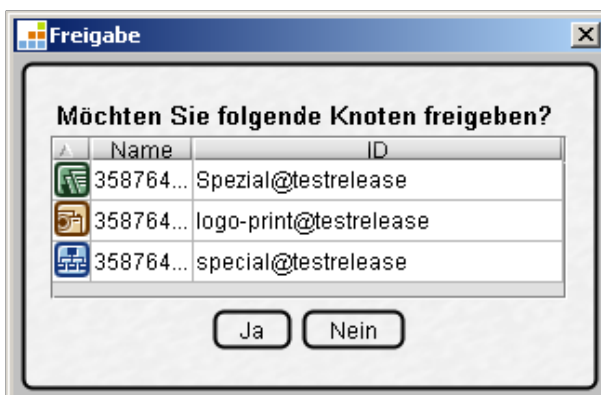 Freigabe
Möchten Sie folgende Knoten freigeben?
Name ID
358764... Spezial@testrelease
358764... logo-print@testrelease
358764... special@testrelease
Ja Nein